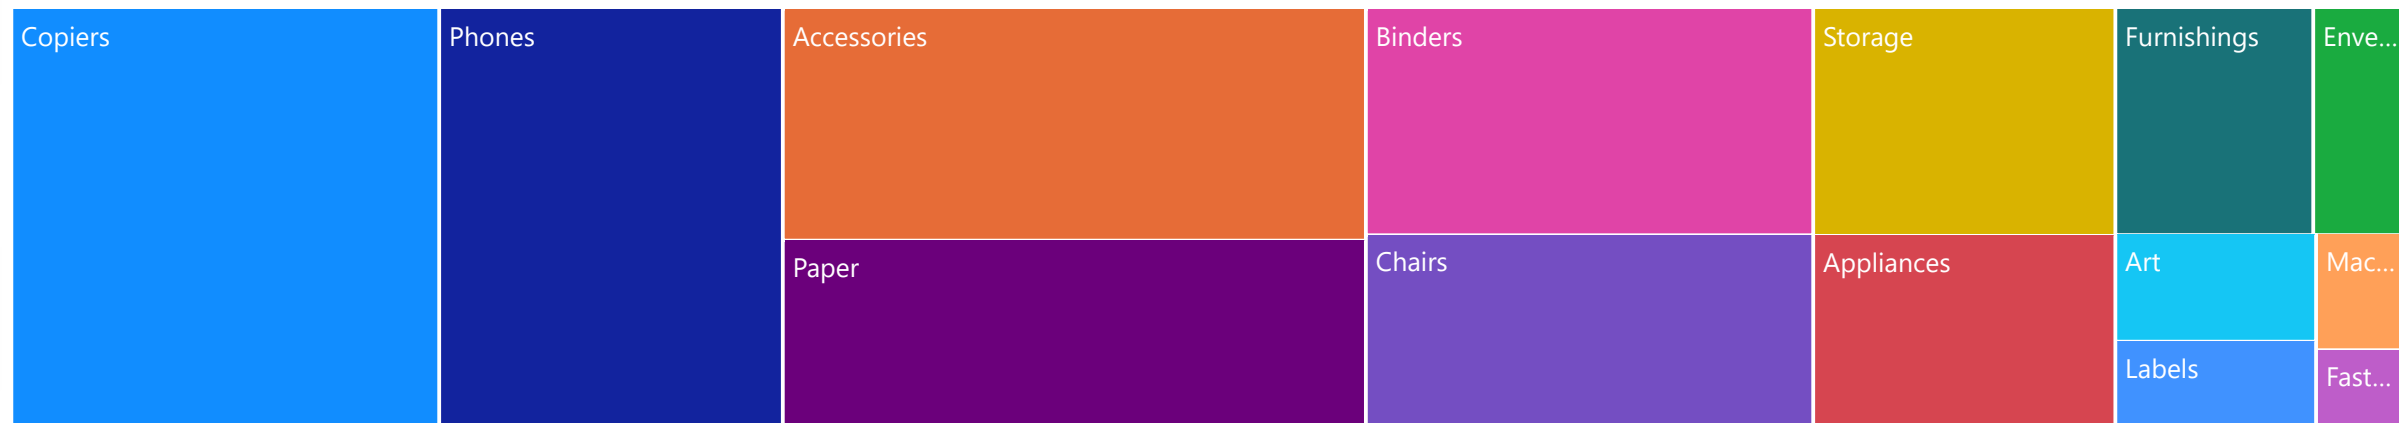 Copiers
Phones
Accessories
Paper
Binders
Chairs
Storage
Appliances
Furnishings
Enve...
Art
Mac...
Labels
Fast...